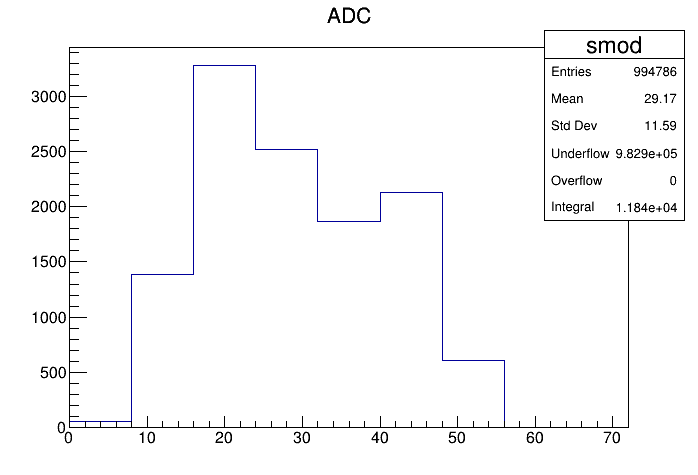 ADC
smod
Entries 994786
Mean 29.17
Std Dev 11.59
Underflow 9.829e+05
Overflow 0
Integral 1.184e+04
3000
2500
2000
1500
1000
500
0
0 10 20 30 40 50 60 70